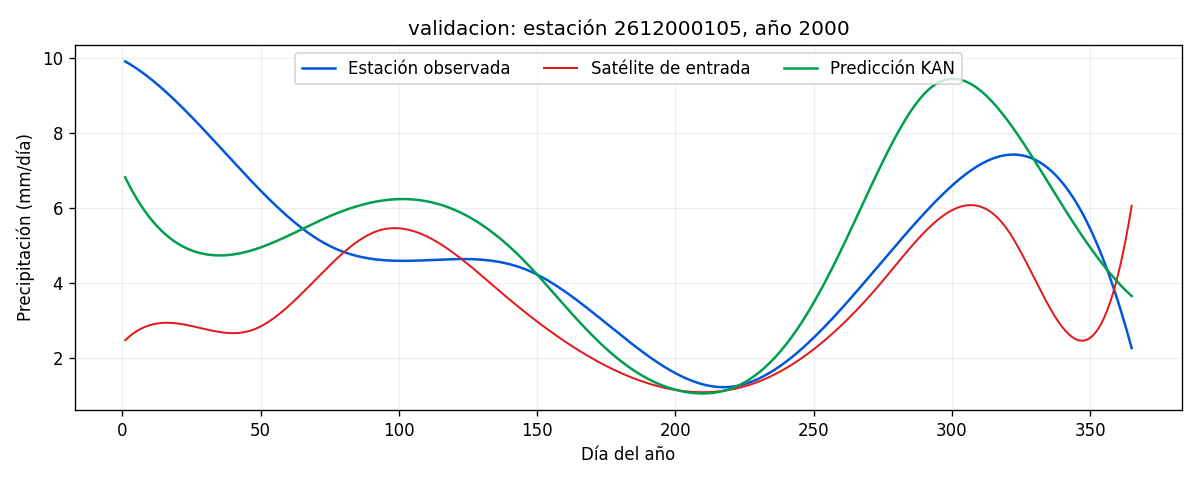 validacion: estación 2612000105, año 2000
Estación observada
Satélite de entrada
Predicción KAN
Precipitación (mm/día)
10
8
6
4
2
0 50 100 150 200 250 300 350
Día del año